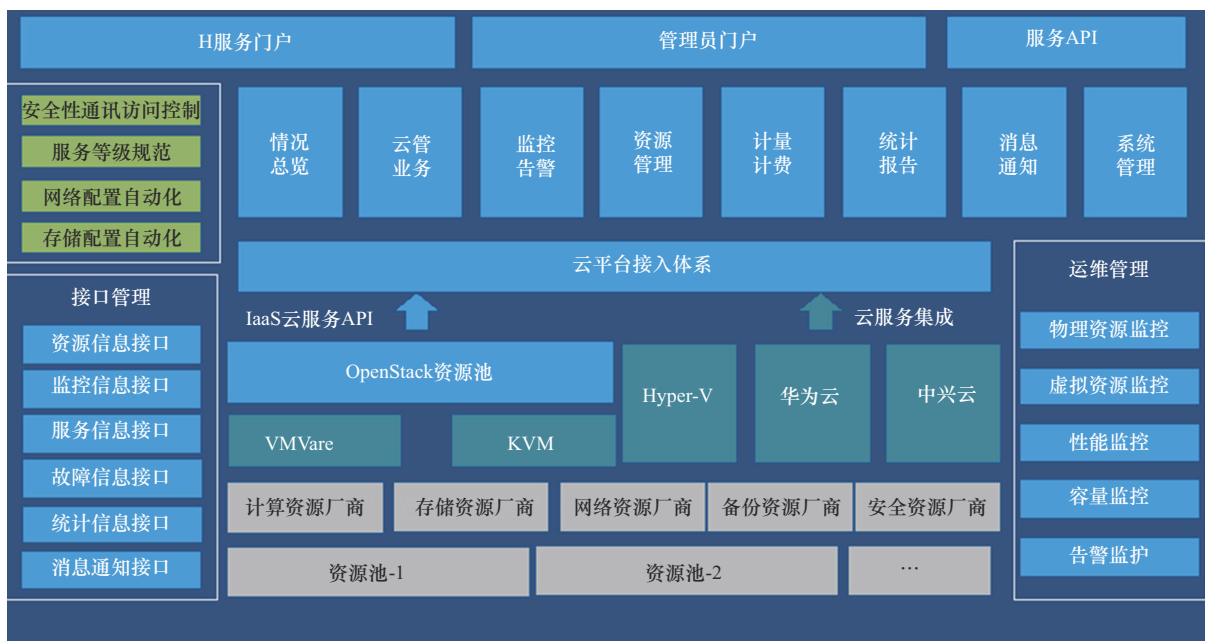 H服务门户
管理员门户
服务API
安全性通讯访问控制
服务等级规范
网络配置自动化
存储配置自动化
情况
总览
云管
业务
监控
告警
资源
管理
计量
计费
统计
报告
消息
通知
系统
管理
云平台接入体系
IaaS云服务API
云服务集成
OpenStack资源池
Hyper-V
华为云
中兴云
VMVare
KVM
计算资源厂商
存储资源厂商
网络资源厂商
备份资源厂商
安全资源厂商
资源池-1
资源池-2
…
接口管理
资源信息接口
监控信息接口
服务信息接口
故障信息接口
统计信息接口
消息通知接口
运维管理
物理资源监控
虚拟资源监控
性能监控
容量监控
告警监护